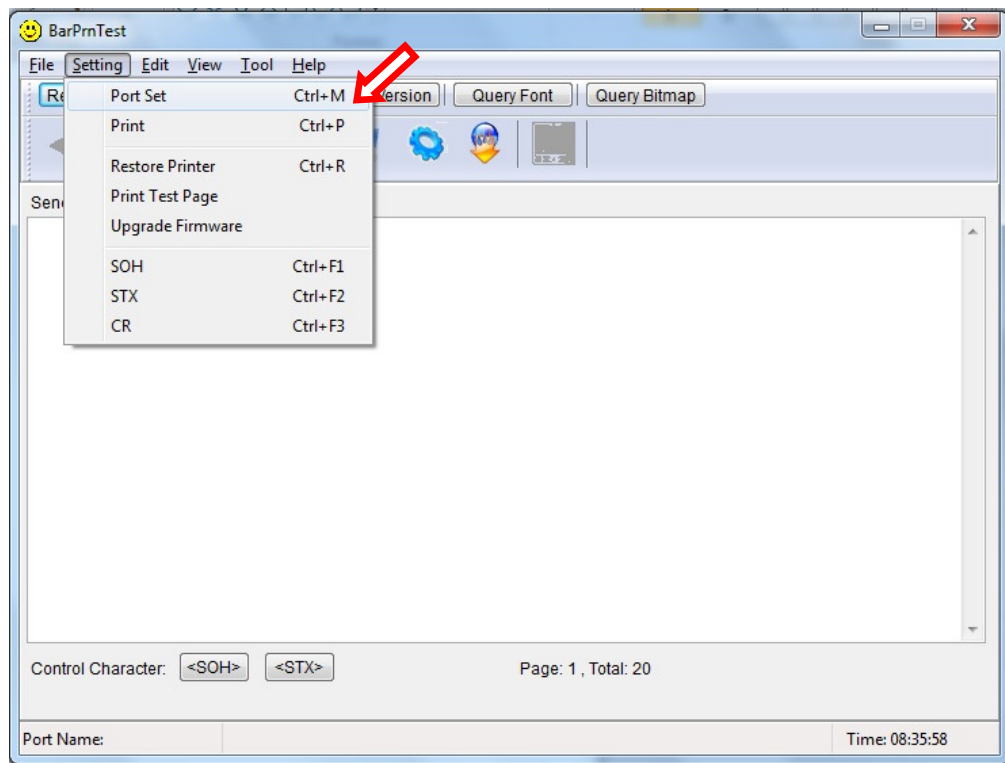 BarPrnTest
File Setting Edit View Tool Help
Query Font Query Bitmap
Port Set Ctrl+M
Print Ctrl+P
Restore Printer Ctrl+R
Print Test Page
Upgrade Firmware
SOH Ctrl+F1
STX Ctrl+F2
CR Ctrl+F3
Control Character: <SOH> <STX> Page: 1 , Total: 20
Port Name: Time: 08:35:58